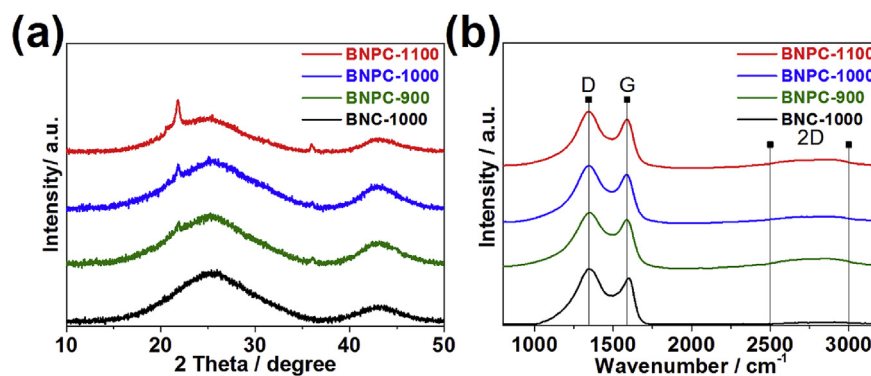 (a)
BNPC-1100
BNPC-1000
BNPC-900
BNC-1000
Intensity/ a.u.
10 20 30 40 50
2 Theta / degree
(b)
BNPC-1100
BNPC-1000
BNPC-900
BNC-1000
D G
2D
Intensity/ a.u.
1000 1500 2000 2500 3000
Wavenumber / cm⁻¹